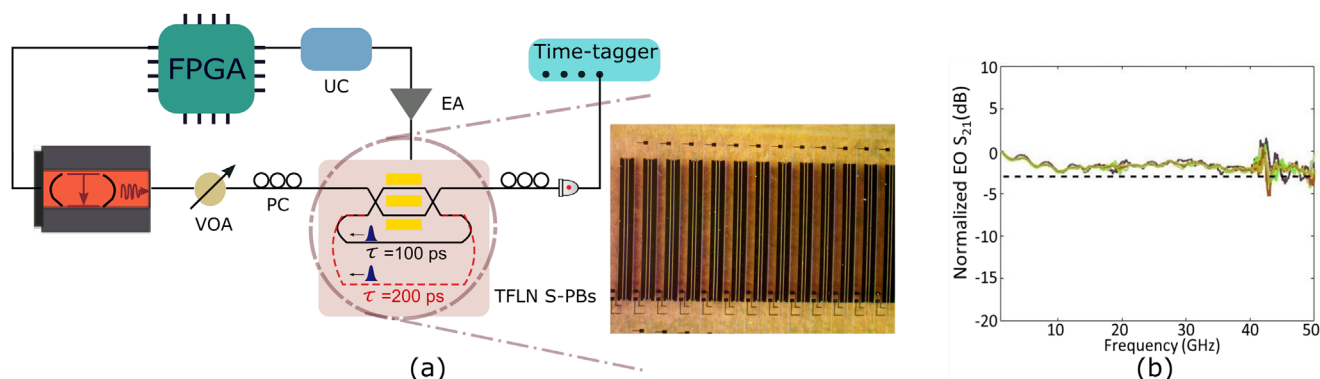 FPGA
UC
EA
Time-tagger
VOA
PC
τ =100 ps
τ =200 ps
TFLN S-PBs
(a)
Normalized EO S21(dB)
10
5
0
-5
-10
-15
-20
10
20
30
40
50
Frequency (GHz)
(b)